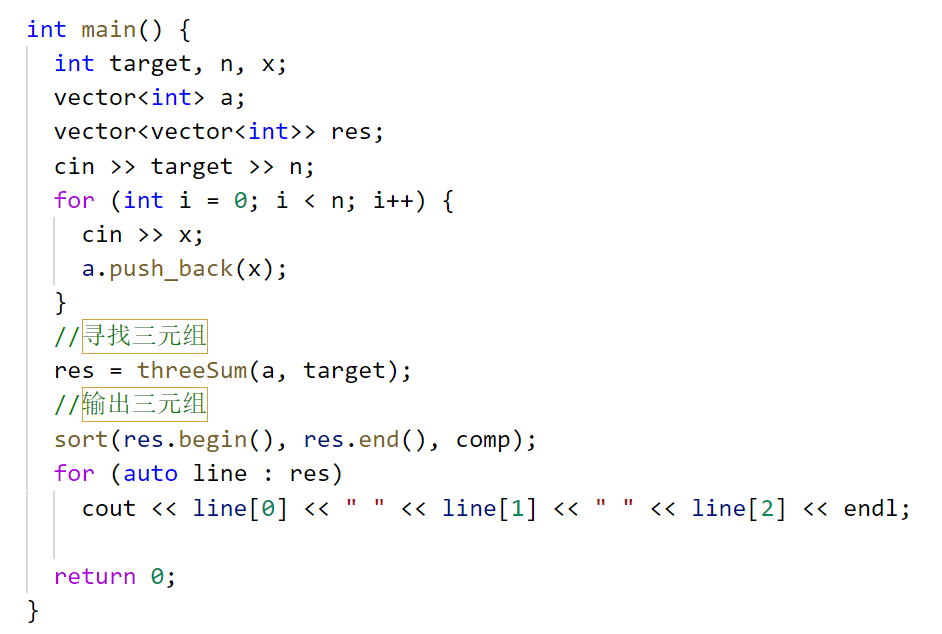 int main() {
  int target, n, x;
  vector<int> a;
  vector<vector<int>> res;
  cin >> target >> n;
  for (int i = 0; i < n; i++) {
    cin >> x;
    a.push_back(x);
  }
  //寻找三元组
  res = threeSum(a, target);
  //输出三元组
  sort(res.begin(), res.end(), comp);
  for (auto line : res)
    cout << line[0] << " " << line[1] << " " << line[2] << endl;

  return 0;
}